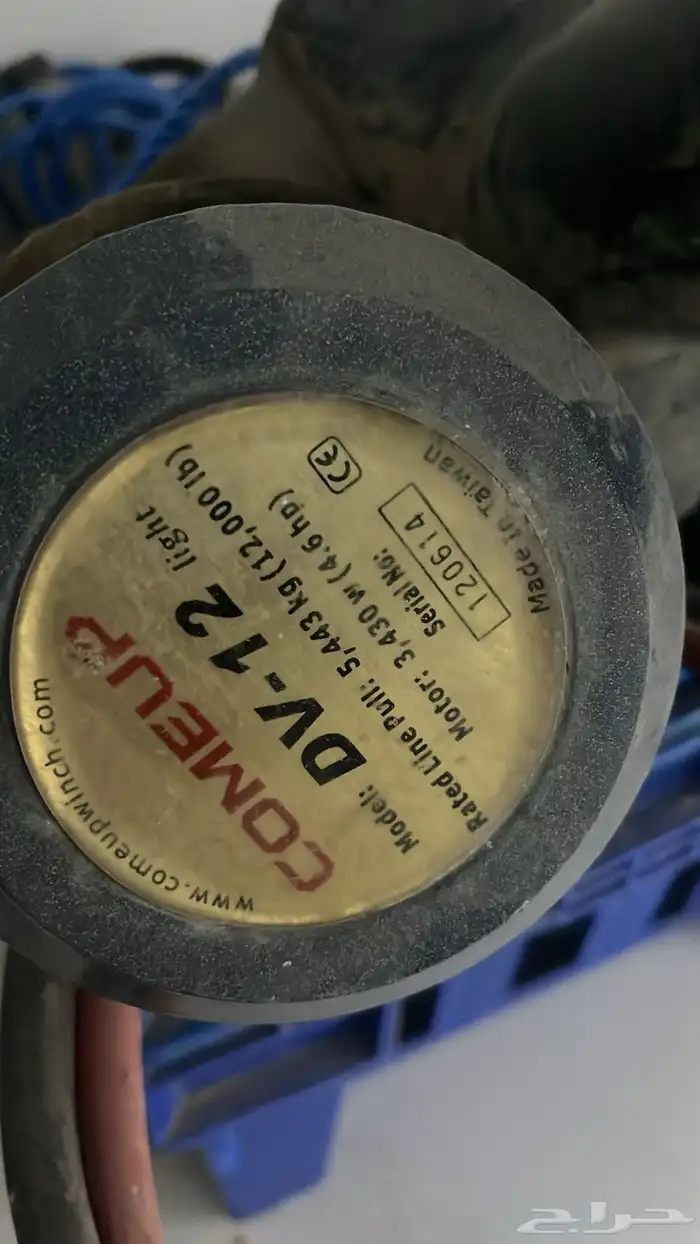 www.comeupwinch.com
COMEUP
Model: DV-12 light
Rated Line Pull: 5,443 kg (12,000 lb)
Motor: 3,430 w (4.6 hp)
CE
Serial No:
120614
Made in Taiwan
حراج